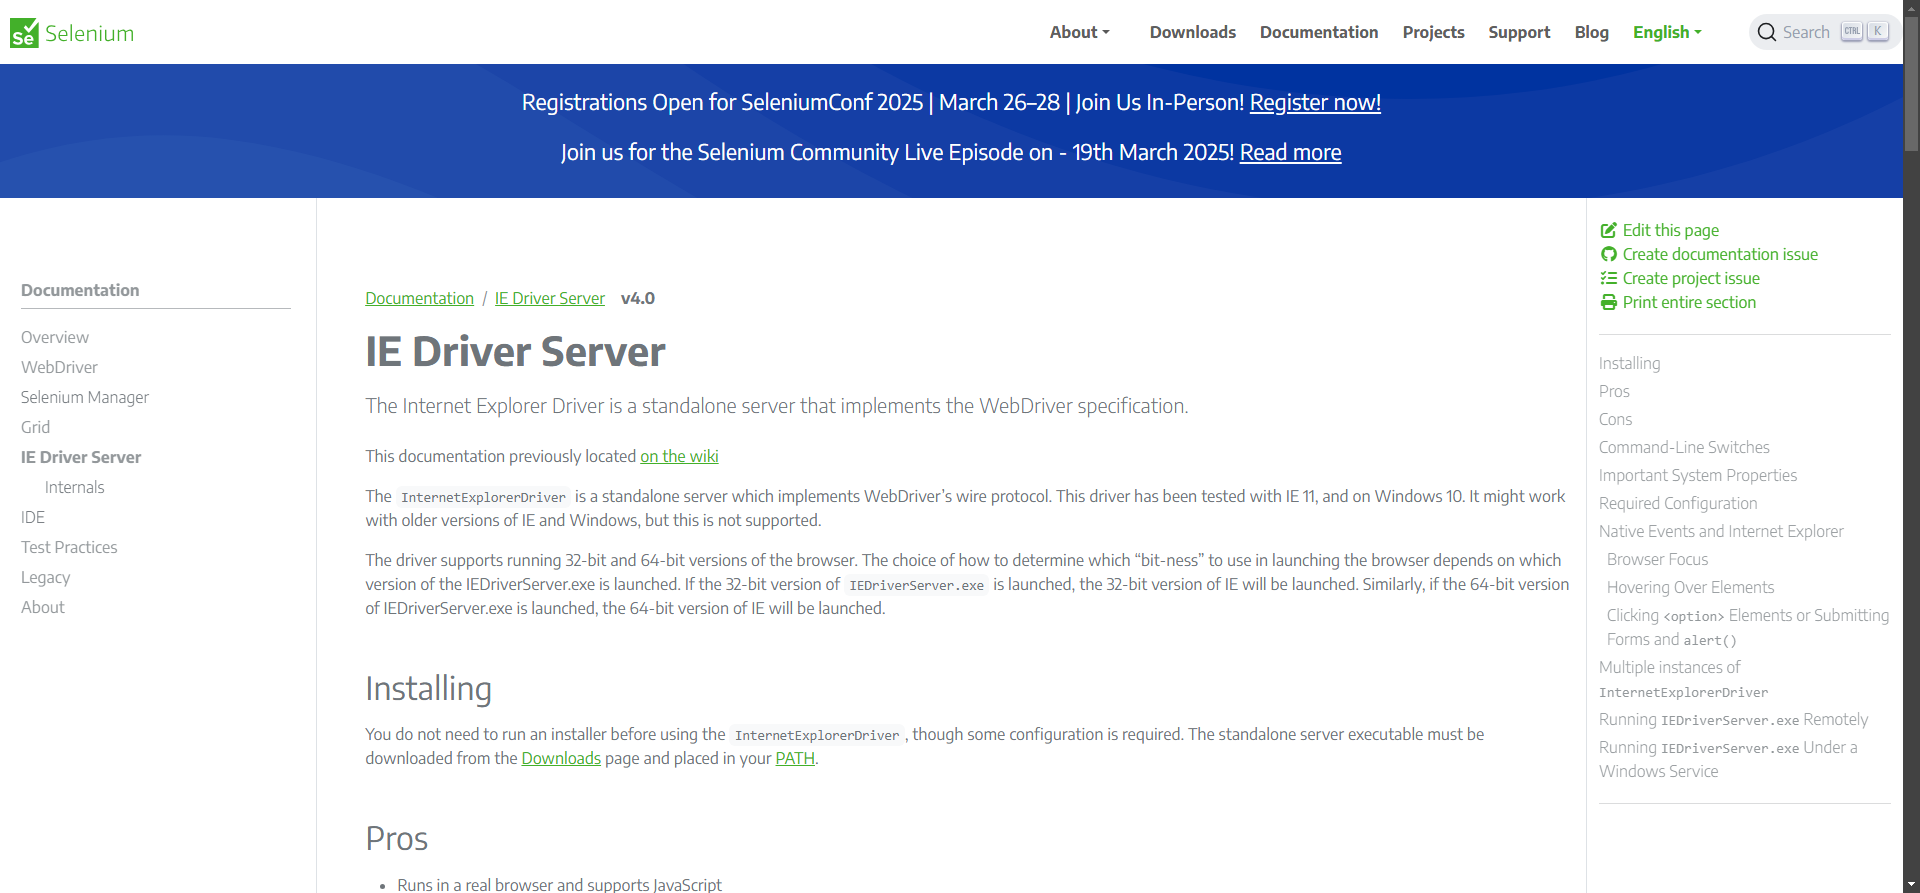 Se Selenium
About
Downloads
Documentation
Projects
Support
Blog
English
Search
CTRL K
Registrations Open for SeleniumConf 2025 | March 26–28 | Join Us In-Person! Register now!
Join us for the Selenium Community Live Episode on - 19th March 2025! Read more
Documentation
Overview
WebDriver
Selenium Manager
Grid
IE Driver Server
Internals
IDE
Test Practices
Legacy
About
Documentation / IE Driver Server v4.0
IE Driver Server
The Internet Explorer Driver is a standalone server that implements the WebDriver specification.
This documentation previously located on the wiki
The InternetExplorerDriver is a standalone server which implements WebDriver’s wire protocol. This driver has been tested with IE 11, and on Windows 10. It might work
with older versions of IE and Windows, but this is not supported.
The driver supports running 32-bit and 64-bit versions of the browser. The choice of how to determine which “bit-ness” to use in launching the browser depends on which
version of the IEDriverServer.exe is launched. If the 32-bit version of IEDriverServer.exe is launched, the 32-bit version of IE will be launched. Similarly, if the 64-bit version
of IEDriverServer.exe is launched, the 64-bit version of IE will be launched.
Installing
You do not need to run an installer before using the InternetExplorerDriver, though some configuration is required. The standalone server executable must be
downloaded from the Downloads page and placed in your PATH.
Pros
• Runs in a real browser and supports JavaScript
Edit this page
Create documentation issue
Create project issue
Print entire section
Installing
Pros
Cons
Command-Line Switches
Important System Properties
Required Configuration
Native Events and Internet Explorer
Browser Focus
Hovering Over Elements
Clicking <option> Elements or Submitting
Forms and alert()
Multiple instances of
InternetExplorerDriver
Running IEDriverServer.exe Remotely
Running IEDriverServer.exe Under a
Windows Service